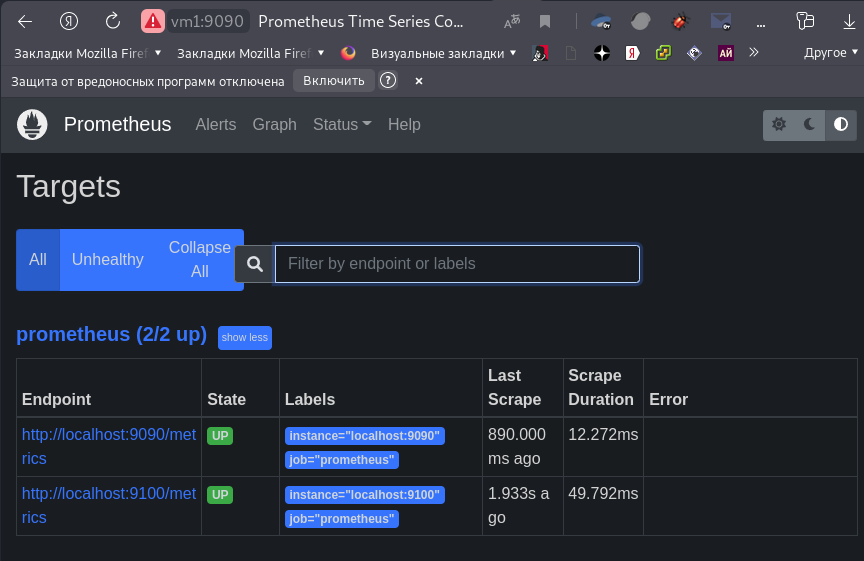 vm1:9090 Prometheus Time Series Co... ...
Закладки Mozilla Firef Закладки Mozilla Firef Визуальные закладки Я АЙ » Другое
Защита от вредоносных программ отключена Включить ? ×
Prometheus Alerts Graph Status Help
Targets
All Unhealthy Collapse All Filter by endpoint or labels
prometheus (2/2 up) show less
Endpoint State Labels Last Scrape Scrape Duration Error
http://localhost:9090/metrics UP instance="localhost:9090" job="prometheus" 890.000ms ago 12.272ms
http://localhost:9100/metrics UP instance="localhost:9100" job="prometheus" 1.933s ago 49.792ms